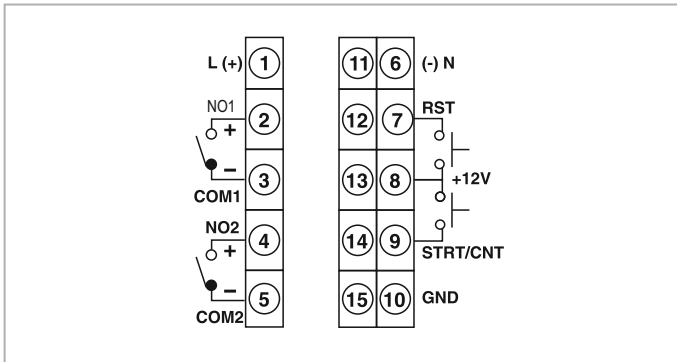 L (+) 1 11 6 (-) N
NO1 2 12 7 RST
+
- 3 13 8 +12V
COM1
NO2 4 14 9
+ STRT/CNT
- 5 15 10 GND
COM2